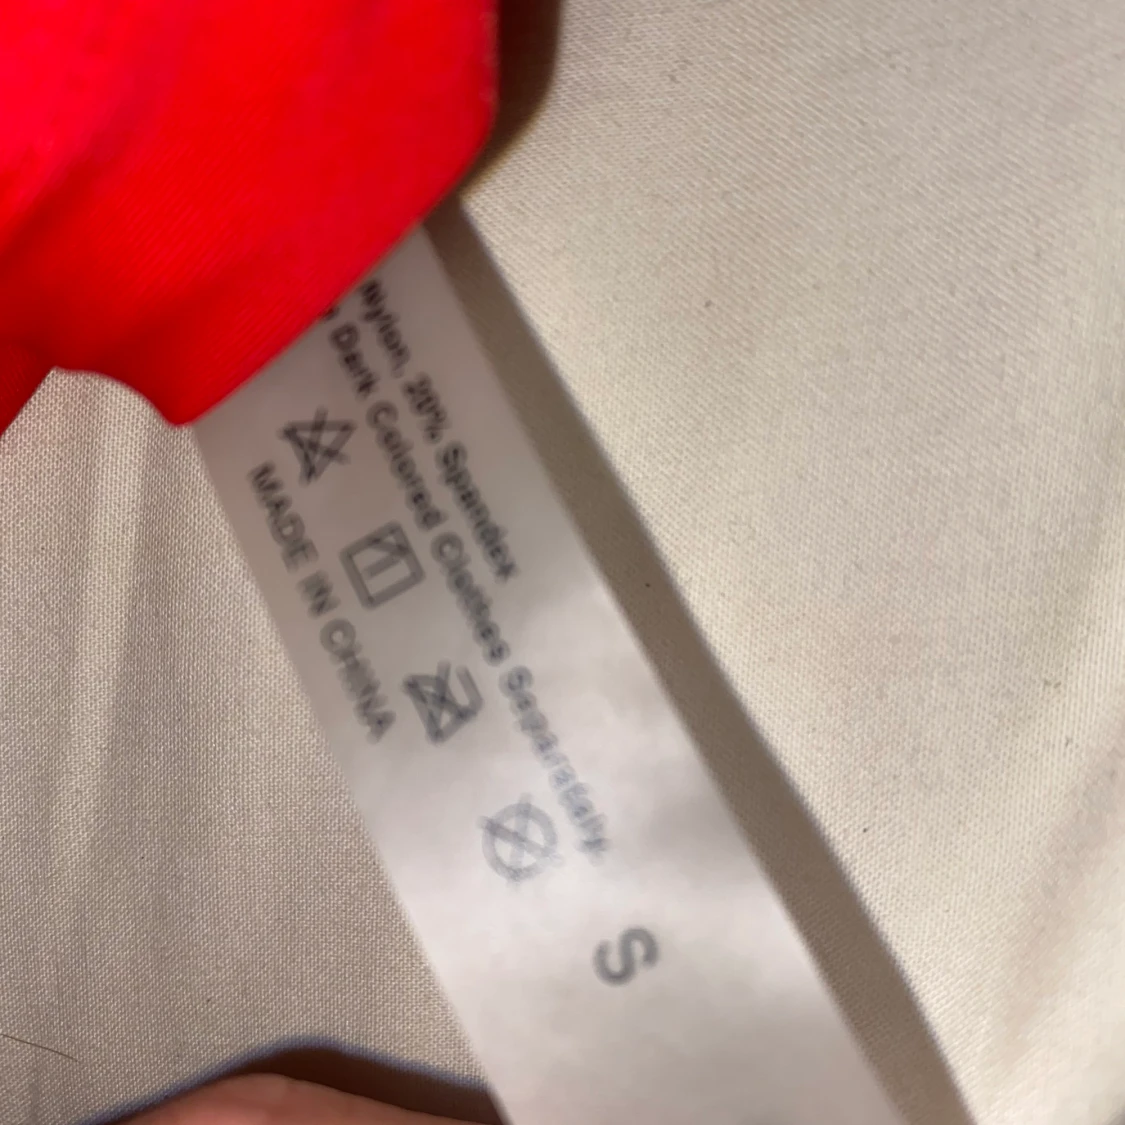 Nylon, 20% Spandex
Dark Colored Clothes Separately.
MADE IN CHINA
S